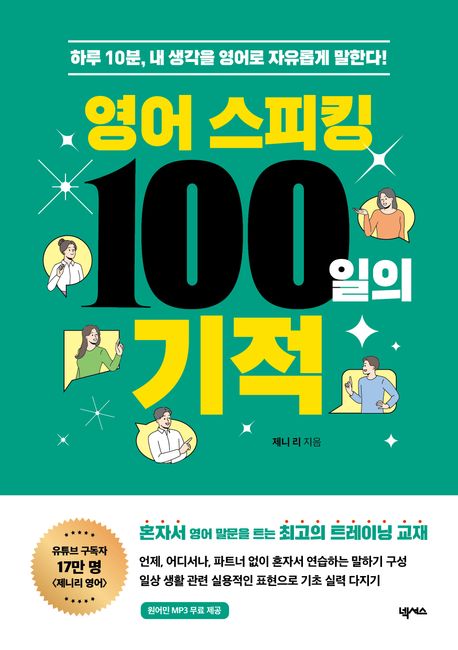 하루 10분, 내 생각을 영어로 자유롭게 말한다!
영어 스피킹
100
일의
기적
제니 리 지음
유튜브 구독자
17만 명
〈제니리 영어〉
혼자서 영어 말문을 트는 최고의 트레이닝 교재
언제, 어디서나, 파트너 없이 혼자서 연습하는 말하기 구성
일상 생활 관련 실용적인 표현으로 기초 실력 다지기
원어민 MP3 무료 제공
넥서스